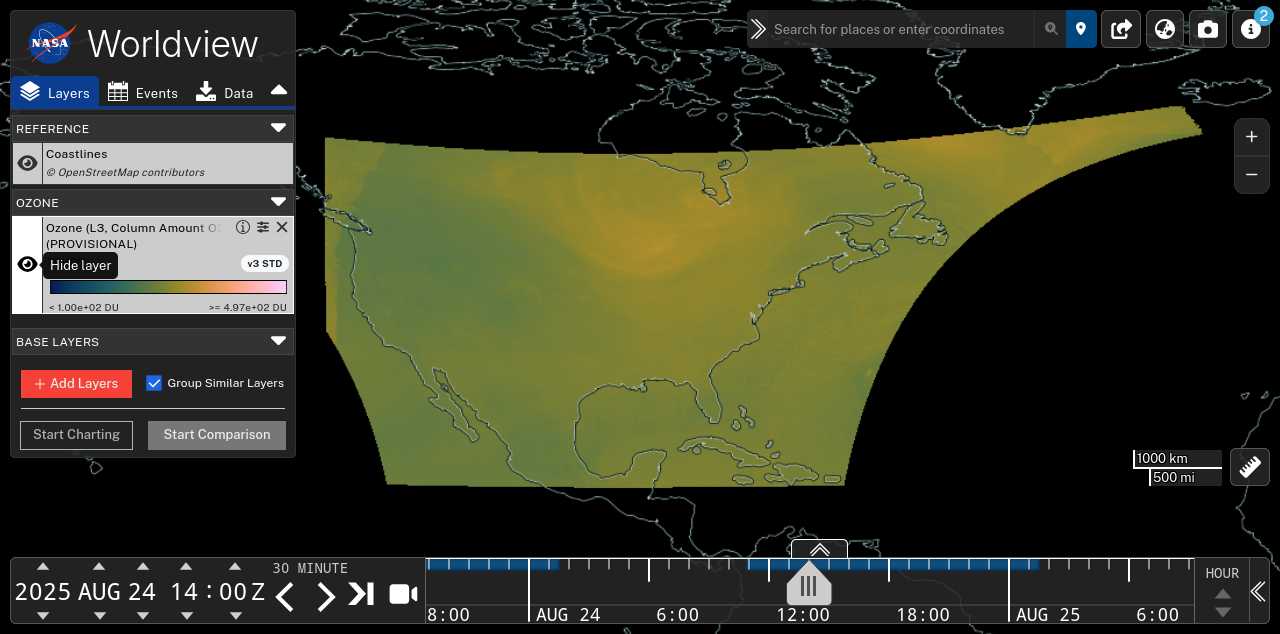 NASA Worldview
Search for places or enter coordinates
2
Layers
Events
Data
REFERENCE
Coastlines
© OpenStreetMap contributors
OZONE
Ozone (L3, Column Amount
(PROVISIONAL)
Hide layer
v3 STD
< 1.00e+02 DU
>= 4.97e+02 DU
BASE LAYERS
+ Add Layers
Group Similar Layers
Start Charting
Start Comparison
+
−
1000 km
500 mi
2025 AUG 24 14:00 Z
30 MINUTE
8:00
AUG 24
6:00
12:00
18:00
AUG 25
6:00
HOUR